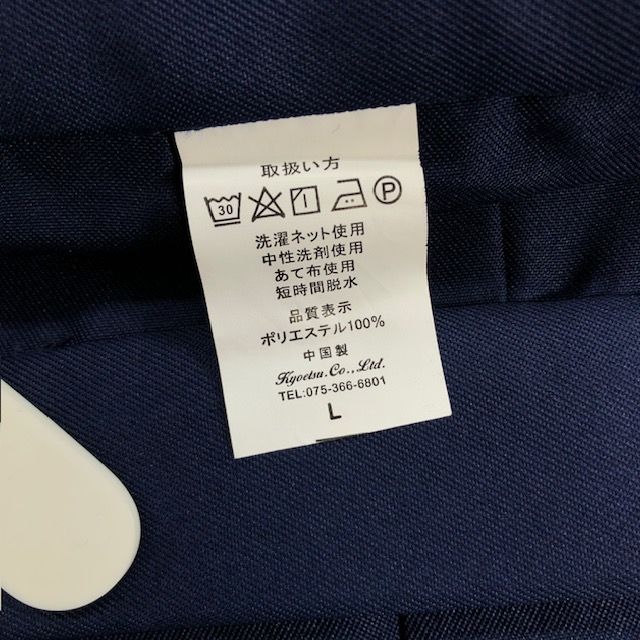 取扱い方
30 P
洗濯ネット使用
中性洗剤使用
あて布使用
短時間脱水
品質表示
ポリエステル100%
中国製
Kyoetsu.Co.,Ltd.
TEL:075-366-6801
L